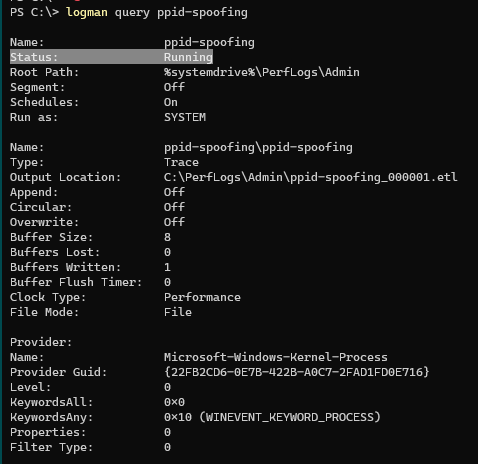 PS C:\> logman query ppid-spoofing
Name: ppid-spoofing
Status: Running
Root Path: %systemdrive%\PerfLogs\Admin
Segment: Off
Schedules: On
Run as: SYSTEM
Name: ppid-spoofing\ppid-spoofing
Type: Trace
Output Location: C:\PerfLogs\Admin\ppid-spoofing_000001.etl
Append: Off
Circular: Off
Overwrite: Off
Buffer Size: 8
Buffers Lost: 0
Buffers Written: 1
Buffer Flush Timer: 0
Clock Type: Performance
File Mode: File
Provider:
Name: Microsoft-Windows-Kernel-Process
Provider Guid: {22FB2CD6-0E7B-422B-A0C7-2FAD1FD0E716}
Level: 0
KeywordsAll: 0x0
KeywordsAny: 0x10 (WINEVENT_KEYWORD_PROCESS)
Properties: 0
Filter Type: 0